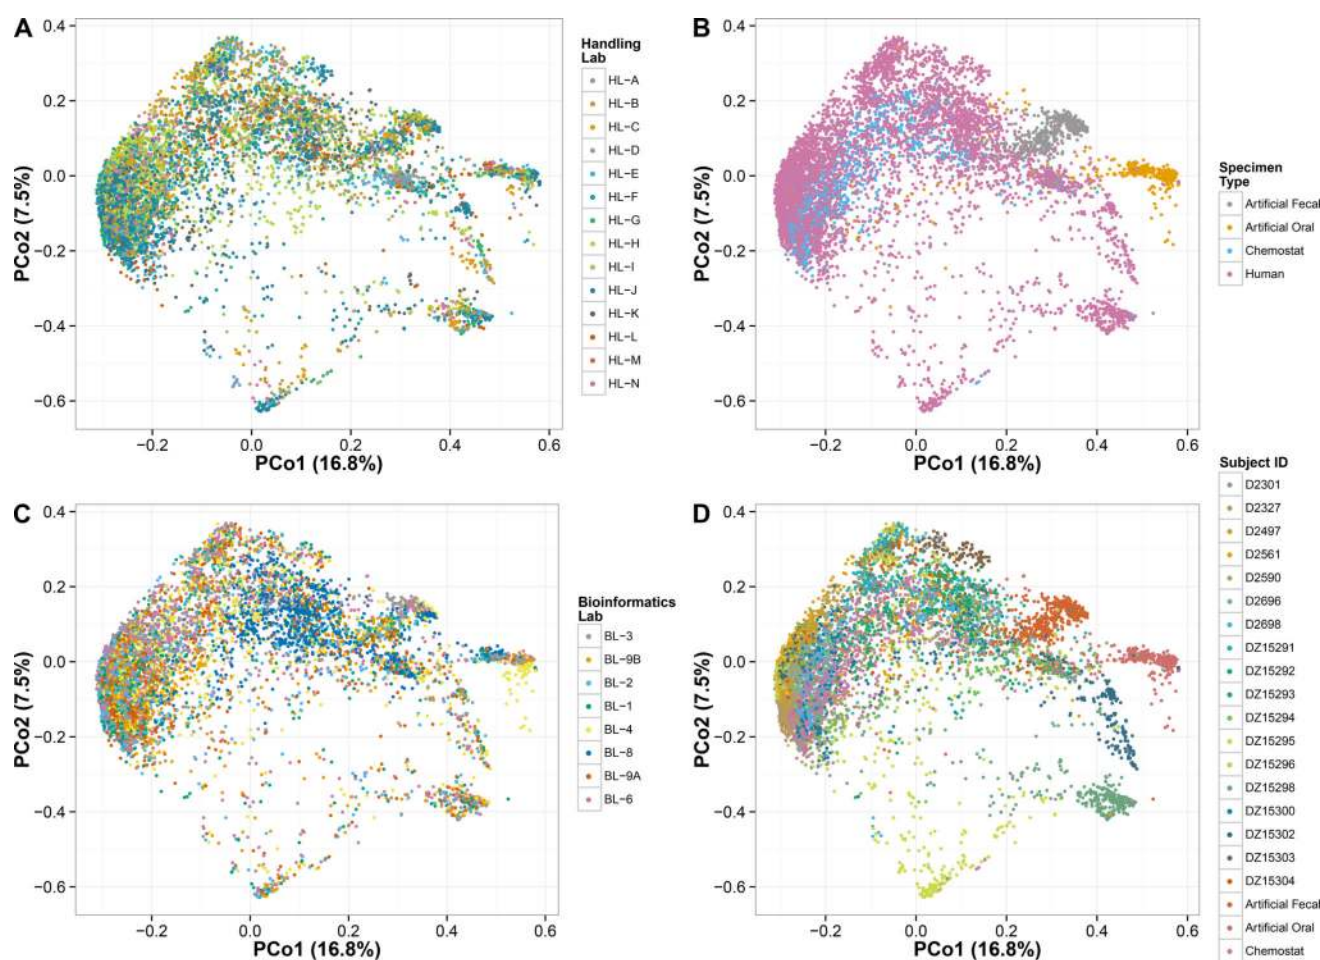 A
0.4
0.2
0.0
−0.2
−0.4
−0.6
PCo2 (7.5%)
−0.2
0.0
0.2
0.4
0.6
PCo1 (16.8%)
Handling
Lab
HL−A
HL−B
HL−C
HL−D
HL−E
HL−F
HL−G
HL−H
HL−I
HL−J
HL−K
HL−L
HL−M
HL−N
B
0.4
0.2
0.0
−0.2
−0.4
−0.6
PCo2 (7.5%)
−0.2
0.0
0.2
0.4
0.6
PCo1 (16.8%)
Specimen
Type
Artificial Fecal
Artificial Oral
Chemostat
Human
C
0.4
0.2
0.0
−0.2
−0.4
−0.6
PCo2 (7.5%)
−0.2
0.0
0.2
0.4
0.6
PCo1 (16.8%)
Bioinformatics
Lab
BL−3
BL−9B
BL−2
BL−1
BL−4
BL−8
BL−9A
BL−6
D
0.4
0.2
0.0
−0.2
−0.4
−0.6
PCo2 (7.5%)
−0.2
0.0
0.2
0.4
0.6
PCo1 (16.8%)
Subject ID
D2301
D2327
D2497
D2561
D2590
D2696
D2698
DZ15291
DZ15292
DZ15293
DZ15294
DZ15295
DZ15296
DZ15298
DZ15300
DZ15302
DZ15303
DZ15304
Artificial Fecal
Artificial Oral
Chemostat